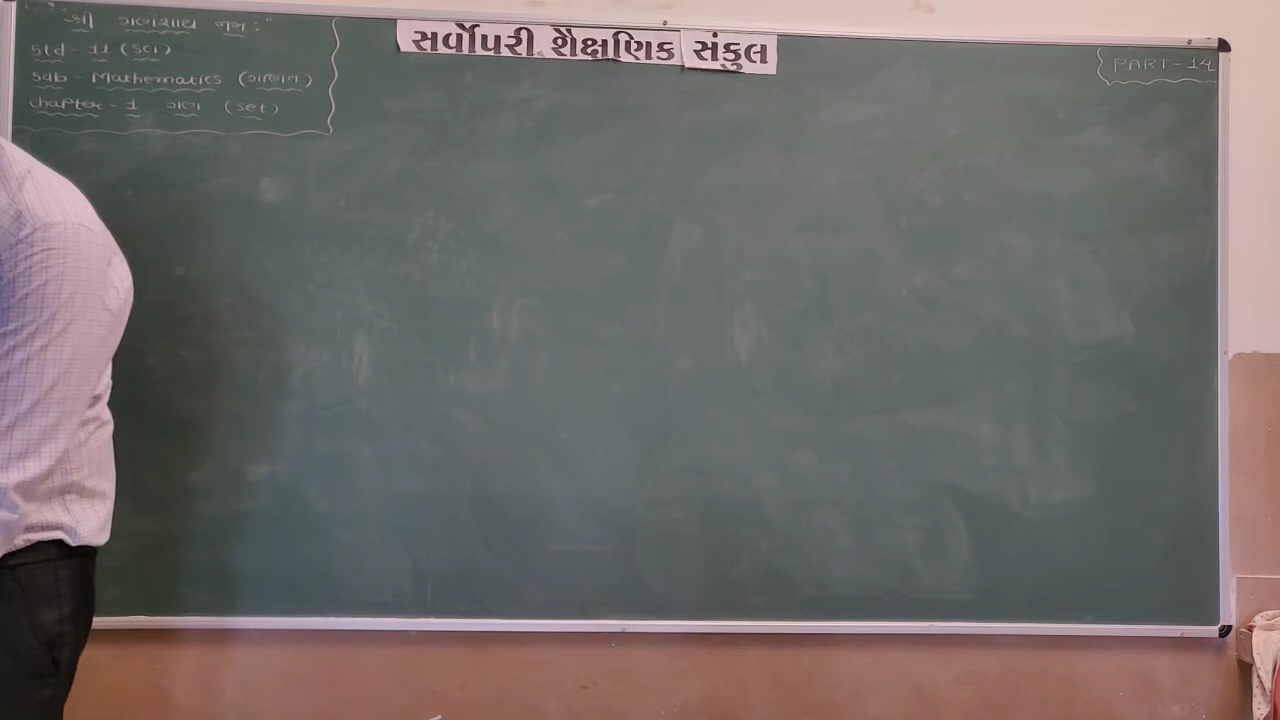 "શ્રી ગણેશાય નમઃ"
std - 11 (sci)
sub - Mathematics (ગણિત)
chapter - 1 ગણ (set)
સર્વોપરી શૈક્ષણિક સંકુલ
PART - 14